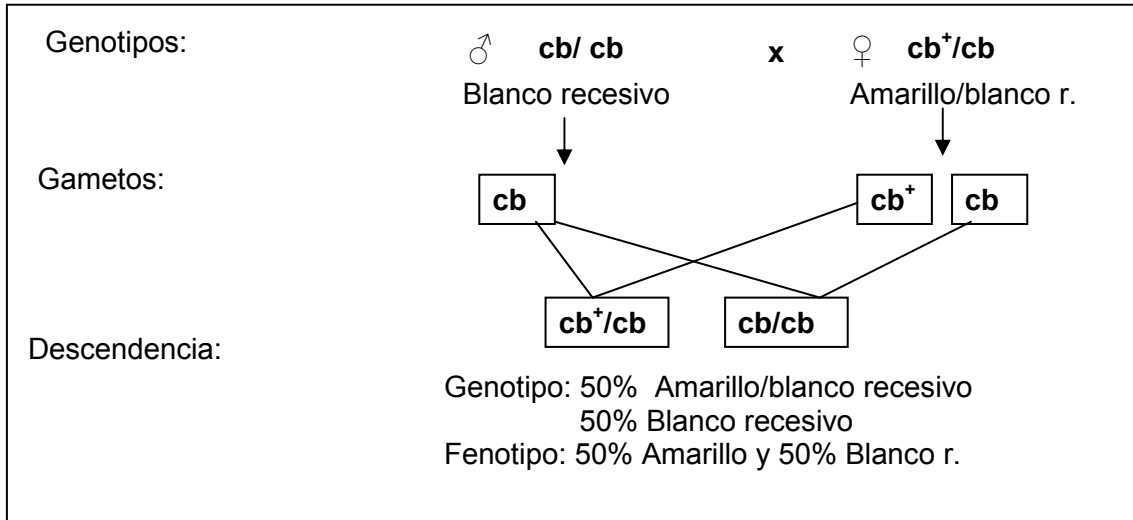 Genotipos: ♂ cb/ cb x ♀ cb⁺/cb
Blanco recesivo Amarillo/blanco r.
Gametos: cb cb⁺ cb
cb⁺/cb cb/cb
Descendencia:
Genotipo: 50% Amarillo/blanco recesivo
50% Blanco recesivo
Fenotipo: 50% Amarillo y 50% Blanco r.